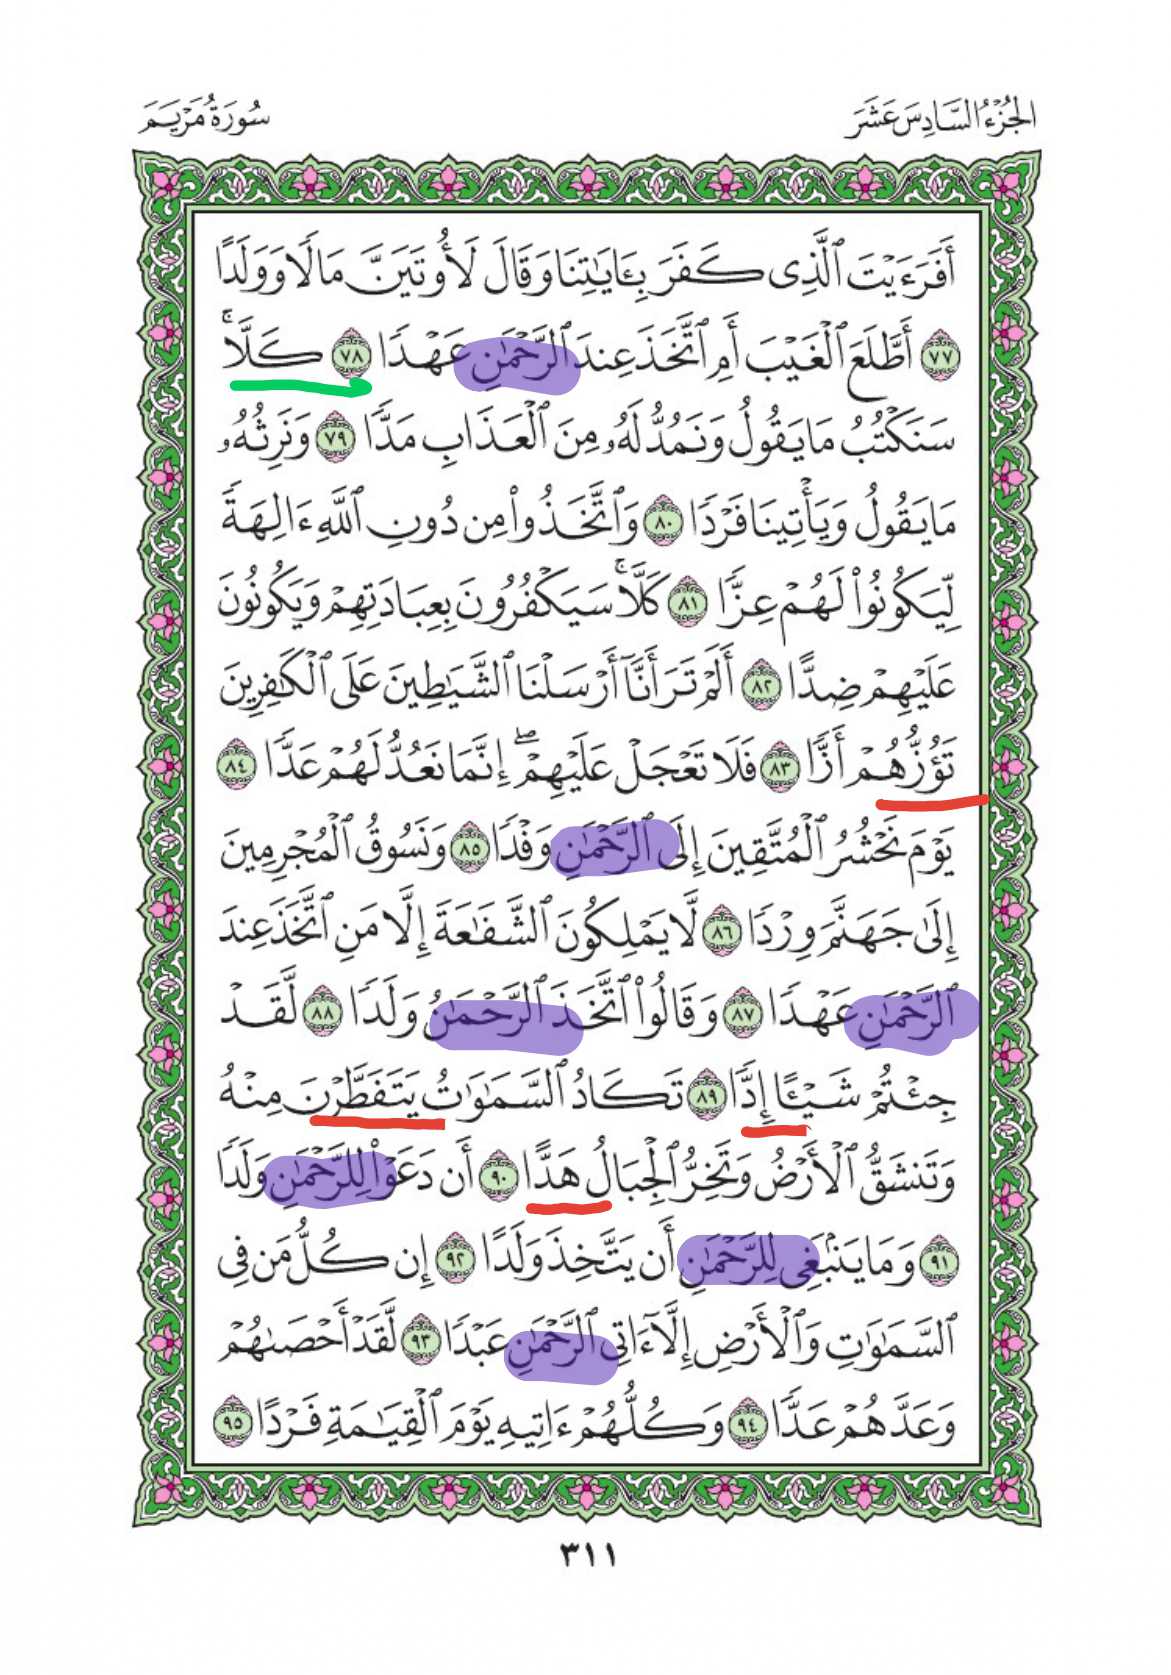 الجُزْءُ السَّادِسَ عَشَرَ
سُورَةُ مَرْيَمَ
أَفَرَءَيْتَ ٱلَّذِى كَفَرَ بِـَٔايَٰتِنَا وَقَالَ لَأُوتَيَنَّ مَالًا وَوَلَدًا
٧٧ أَطَّلَعَ ٱلْغَيْبَ أَمِ ٱتَّخَذَ عِندَ ٱلرَّحْمَٰنِ عَهْدًا ٧٨ كَلَّا ۚ
سَنَكْتُبُ مَا يَقُولُ وَنَمُدُّ لَهُۥ مِنَ ٱلْعَذَابِ مَدًّا ٧٩ وَنَرِثُهُۥ
مَا يَقُولُ وَيَأْتِينَا فَرْدًا ٨٠ وَٱتَّخَذُوا۟ مِن دُونِ ٱللَّهِ ءَالِهَةً
لِّيَكُونُوا۟ لَهُمْ عِزًّا ٨١ كَلَّا ۚ سَيَكْفُرُونَ بِعِبَادَتِهِمْ وَيَكُونُونَ
عَلَيْهِمْ ضِدًّا ٨٢ أَلَمْ تَرَ أَنَّآ أَرْسَلْنَا ٱلشَّيَٰطِينَ عَلَى ٱلْكَٰفِرِينَ
تَؤُزُّهُمْ أَزًّا ٨٣ فَلَا تَعْجَلْ عَلَيْهِمْ ۖ إِنَّمَا نَعُدُّ لَهُمْ عَدًّا ٨٤
يَوْمَ نَحْشُرُ ٱلْمُتَّقِينَ إِلَى ٱلرَّحْمَٰنِ وَفْدًا ٨٥ وَنَسُوقُ ٱلْمُجْرِمِينَ
إِلَىٰ جَهَنَّمَ وِرْدًا ٨٦ لَّا يَمْلِكُونَ ٱلشَّفَٰعَةَ إِلَّا مَنِ ٱتَّخَذَ عِندَ
ٱلرَّحْمَٰنِ عَهْدًا ٨٧ وَقَالُوا۟ ٱتَّخَذَ ٱلرَّحْمَٰنُ وَلَدًا ٨٨ لَّقَدْ
جِئْتُمْ شَيْـًٔا إِدًّا ٨٩ تَكَادُ ٱلسَّمَٰوَٰتُ يَتَفَطَّرْنَ مِنْهُ
وَتَنشَقُّ ٱلْأَرْضُ وَتَخِرُّ ٱلْجِبَالُ هَدًّا ٩٠ أَن دَعَوْا۟ لِلرَّحْمَٰنِ وَلَدًا
٩١ وَمَا يَنۢبَغِى لِلرَّحْمَٰنِ أَن يَتَّخِذَ وَلَدًا ٩٢ إِن كُلُّ مَن فِى
ٱلسَّمَٰوَٰتِ وَٱلْأَرْضِ إِلَّآ ءَاتِى ٱلرَّحْمَٰنِ عَبْدًا ٩٣ لَّقَدْ أَحْصَىٰهُمْ
وَعَدَّهُمْ عَدًّا ٩٤ وَكُلُّهُمْ ءَاتِيهِ يَوْمَ ٱلْقِيَٰمَةِ فَرْدًا ٩٥
٣١١